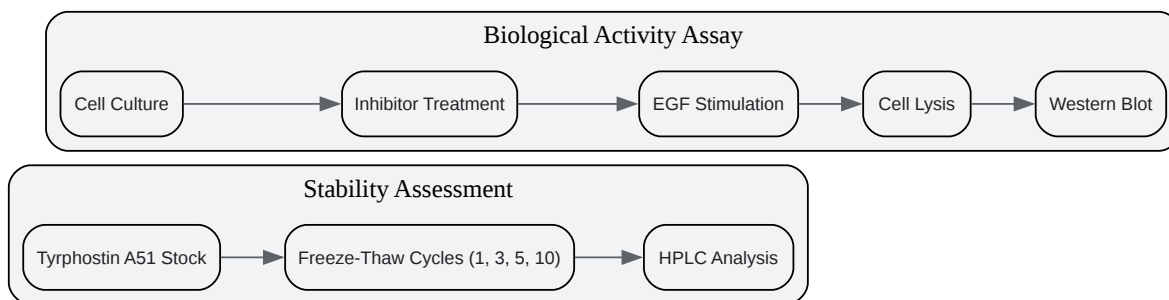 Biological Activity Assay
Cell Culture
Inhibitor Treatment
EGF Stimulation
Cell Lysis
Western Blot
Stability Assessment
Tyrphostin A51 Stock
Freeze-Thaw Cycles (1, 3, 5, 10)
HPLC Analysis